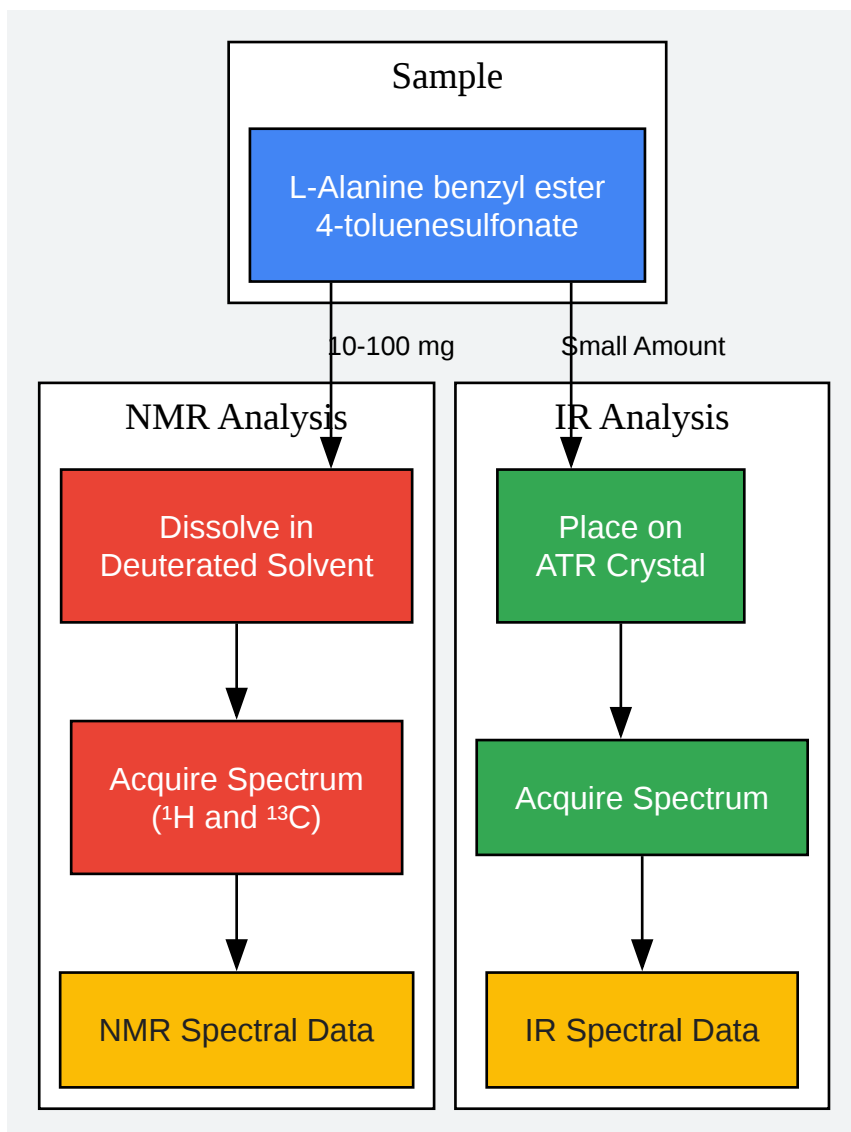 Sample
L-Alanine benzyl ester
4-toluenesulfonate
10-100 mg
Small Amount
NMR Analysis
IR Analysis
Dissolve in
Deuterated Solvent
Place on
ATR Crystal
Acquire Spectrum
(¹H and ¹³C)
Acquire Spectrum
NMR Spectral Data
IR Spectral Data